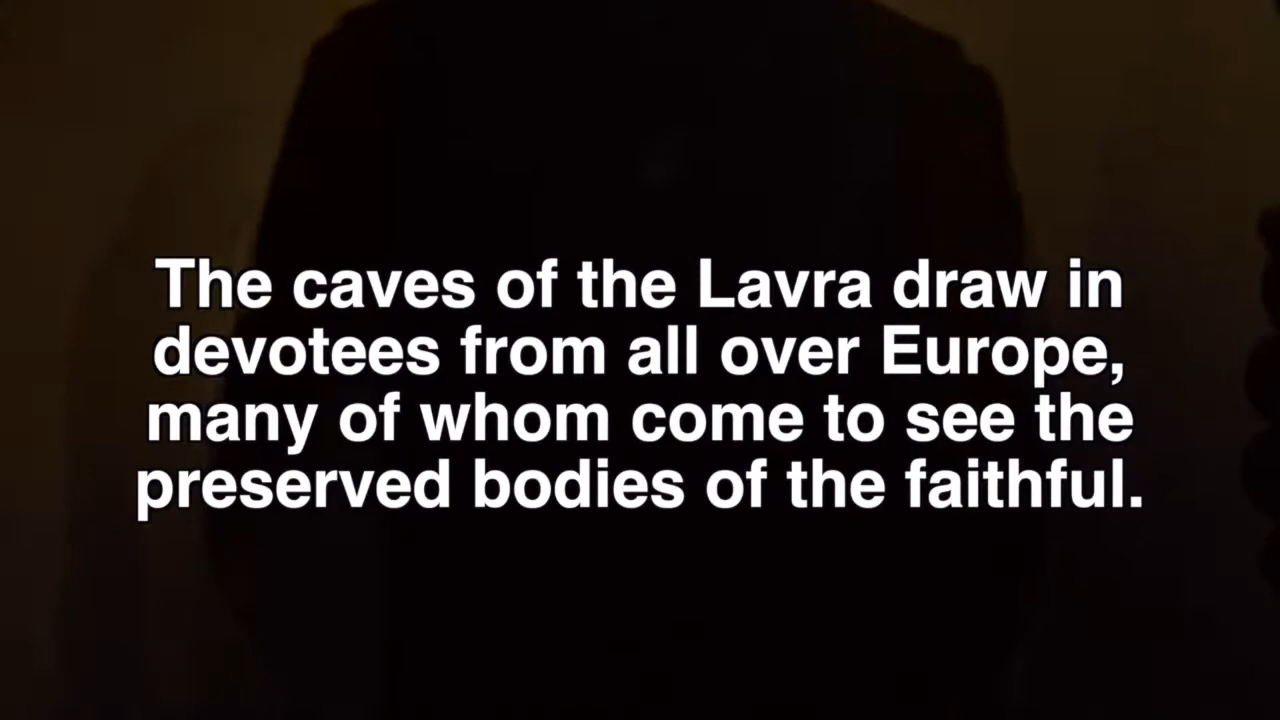 The caves of the Lavra draw in
devotees from all over Europe,
many of whom come to see the
preserved bodies of the faithful.